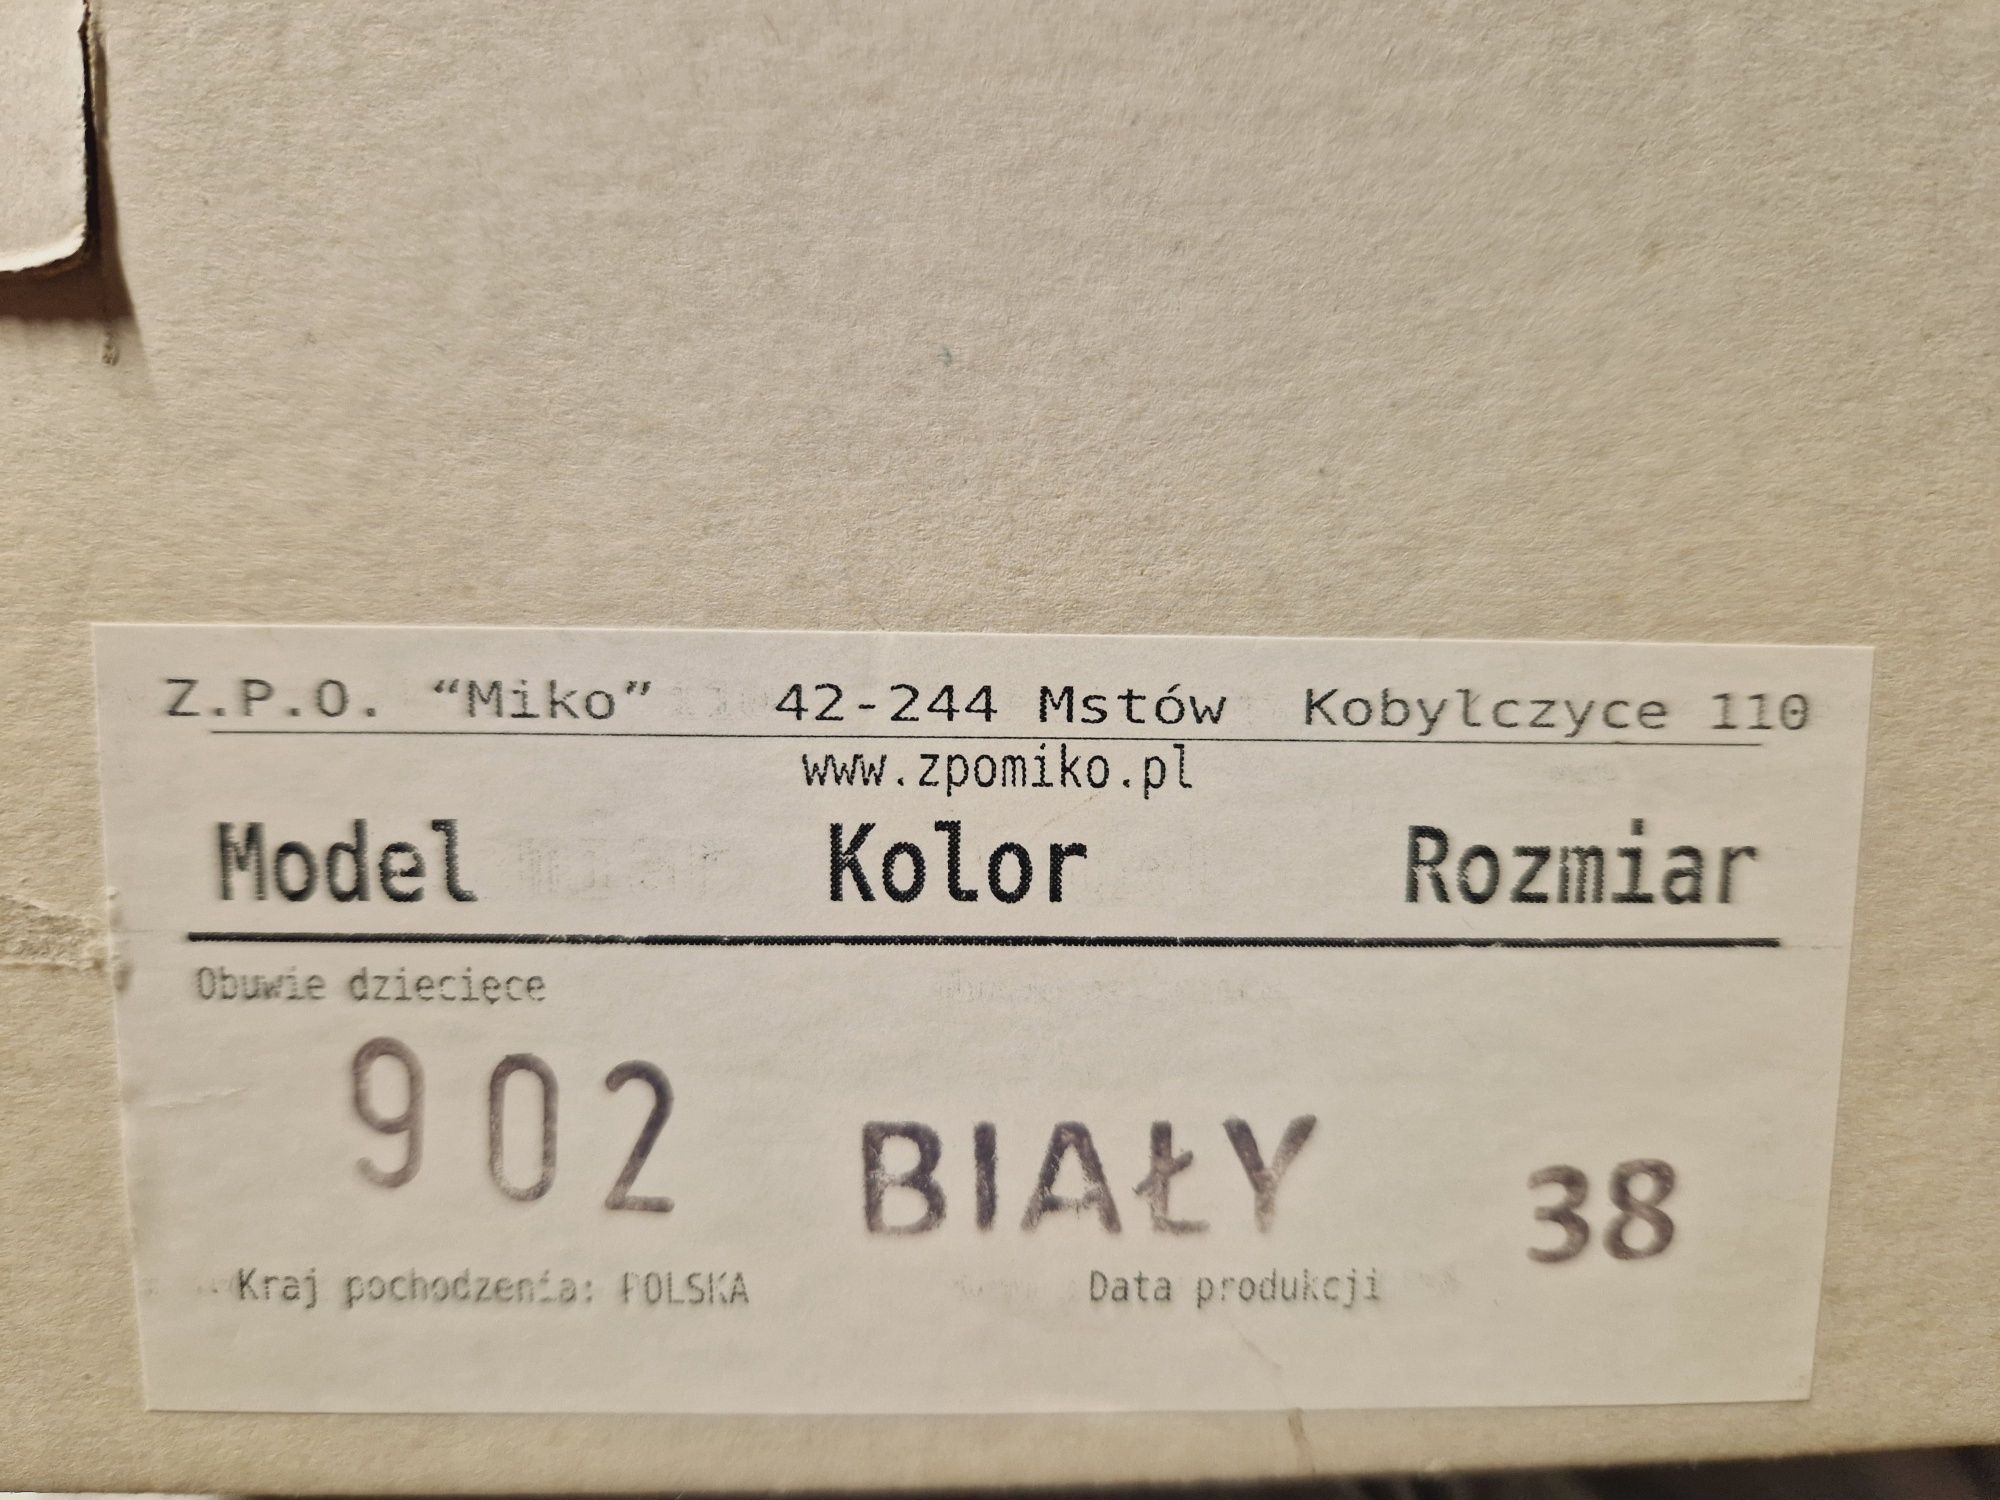 Z.P.O. “Miko” 42-244 Mstów Kobyłczyce 110
www.zpomiko.pl
Model Kolor Rozmiar
Obuwie dziecięce
902 BIAŁY 38
Kraj pochodzenia: POLSKA Data produkcji